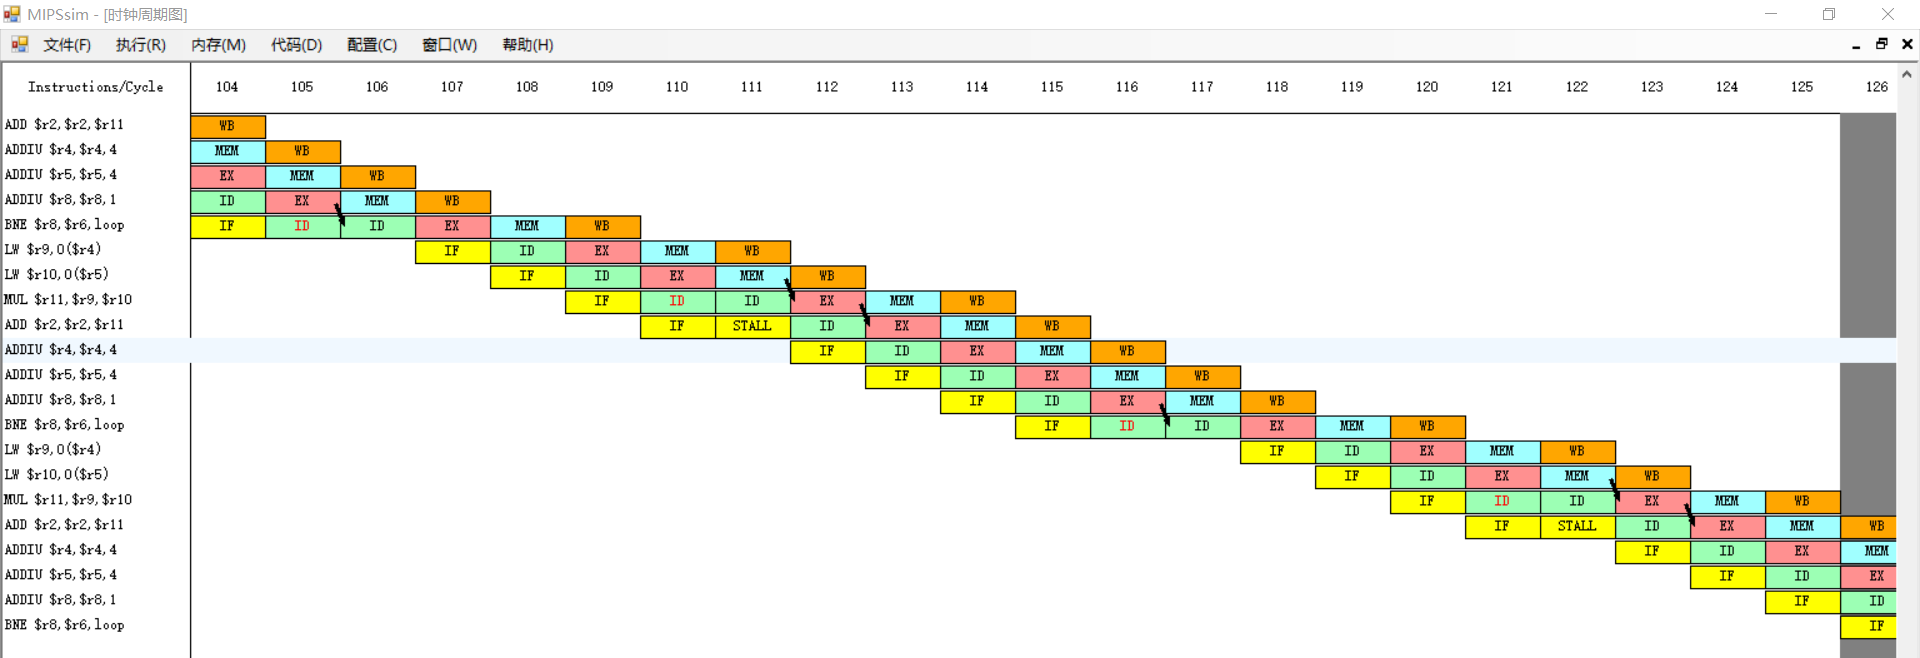 MIPSsim - [时钟周期图]
文件(F) 执行(R) 内存(M) 代码(D) 配置(C) 窗口(W) 帮助(H)
Instructions/Cycle 104 105 106 107 108 109 110 111 112 113 114 115 116 117 118 119 120 121 122 123 124 125 126
ADD $r2,$r2,$r11 WB
ADDIU $r4,$r4,4 MEM WB
ADDIU $r5,$r5,4 EX MEM WB
ADDIU $r8,$r8,1 ID EX MEM WB
BNE $r8,$r6,loop IF ID ID EX MEM WB
LW $r9,0($r4) IF ID EX MEM WB
LW $r10,0($r5) IF ID EX MEM WB
MUL $r11,$r9,$r10 IF ID ID EX MEM WB
ADD $r2,$r2,$r11 IF STALL ID EX MEM WB
ADDIU $r4,$r4,4 IF ID EX MEM WB
ADDIU $r5,$r5,4 IF ID EX MEM WB
ADDIU $r8,$r8,1 IF ID EX MEM WB
BNE $r8,$r6,loop IF ID ID EX MEM WB
LW $r9,0($r4) IF ID EX MEM WB
LW $r10,0($r5) IF ID EX MEM WB
MUL $r11,$r9,$r10 IF ID ID EX MEM WB
ADD $r2,$r2,$r11 IF STALL ID EX MEM WB
ADDIU $r4,$r4,4 IF ID EX MEM
ADDIU $r5,$r5,4 IF ID EX
ADDIU $r8,$r8,1 IF ID
BNE $r8,$r6,loop IF